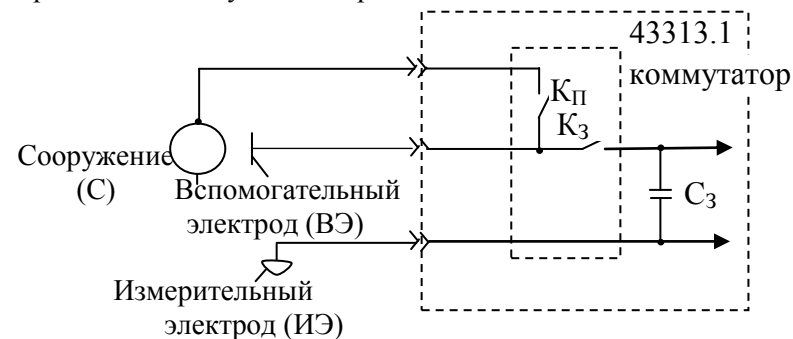 43313.1
коммутатор
КП
КЗ
Сооружение
(С)
Вспомогательный
электрод (ВЭ)
СЗ
Измерительный
электрод (ИЭ)